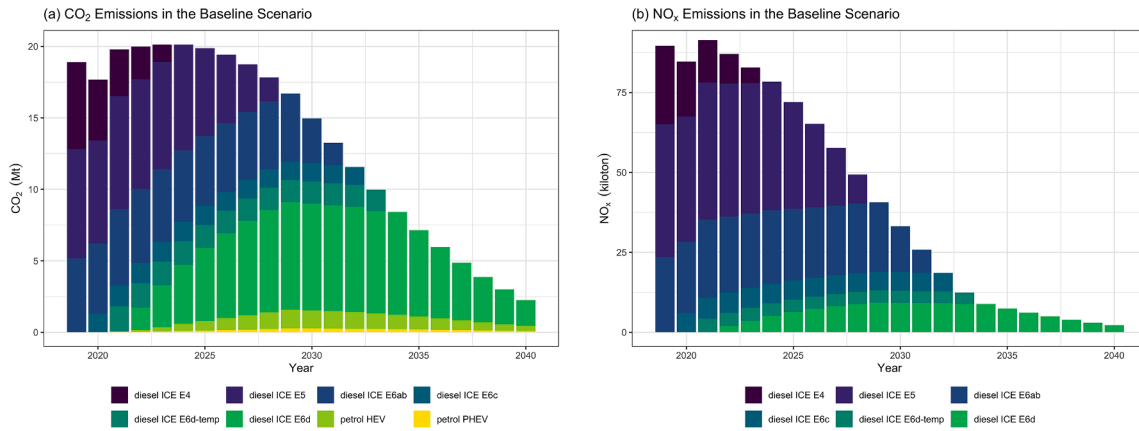 (a) CO2 Emissions in the Baseline Scenario
20
15
10
5
0
CO2 (Mt)
2020
2025
2030
2035
2040
Year
diesel ICE E4
diesel ICE E5
diesel ICE E6ab
diesel ICE E6c
diesel ICE E6d-temp
diesel ICE E6d
petrol HEV
petrol PHEV
(b) NOx Emissions in the Baseline Scenario
75
50
25
0
NOx (kiloton)
2020
2025
2030
2035
2040
Year
diesel ICE E4
diesel ICE E5
diesel ICE E6ab
diesel ICE E6c
diesel ICE E6d-temp
diesel ICE E6d